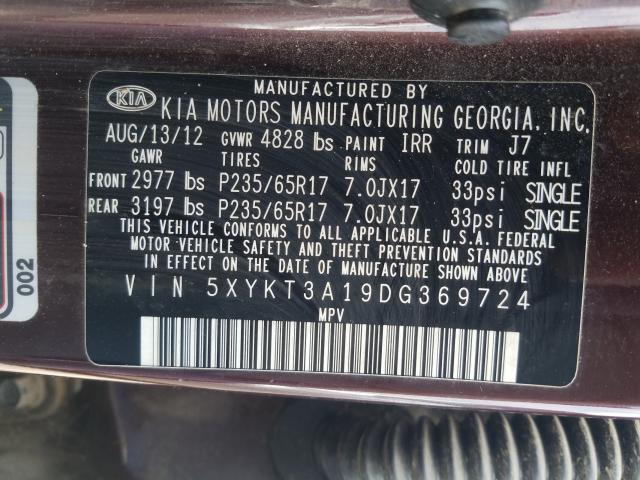 MANUFACTURED BY
KIA KIA MOTORS MANUFACTURING GEORGIA, INC.
AUG/13/12 GVWR 4828 lbs PAINT IRR TRIM J7
GAWR TIRES RIMS COLD TIRE INFL
FRONT 2977 lbs P235/65R17 7.0JX17 33psi SINGLE
REAR 3197 lbs P235/65R17 7.0JX17 33psi SINGLE
THIS VEHICLE CONFORMS TO ALL APPLICABLE U.S.A. FEDERAL
MOTOR VEHICLE SAFETY AND THEFT PREVENTION STANDARDS
IN EFFECT ON THE DATE OF MANUFACTURE SHOWN ABOVE.
VIN 5XYKT3A19DG369724
MPV
002